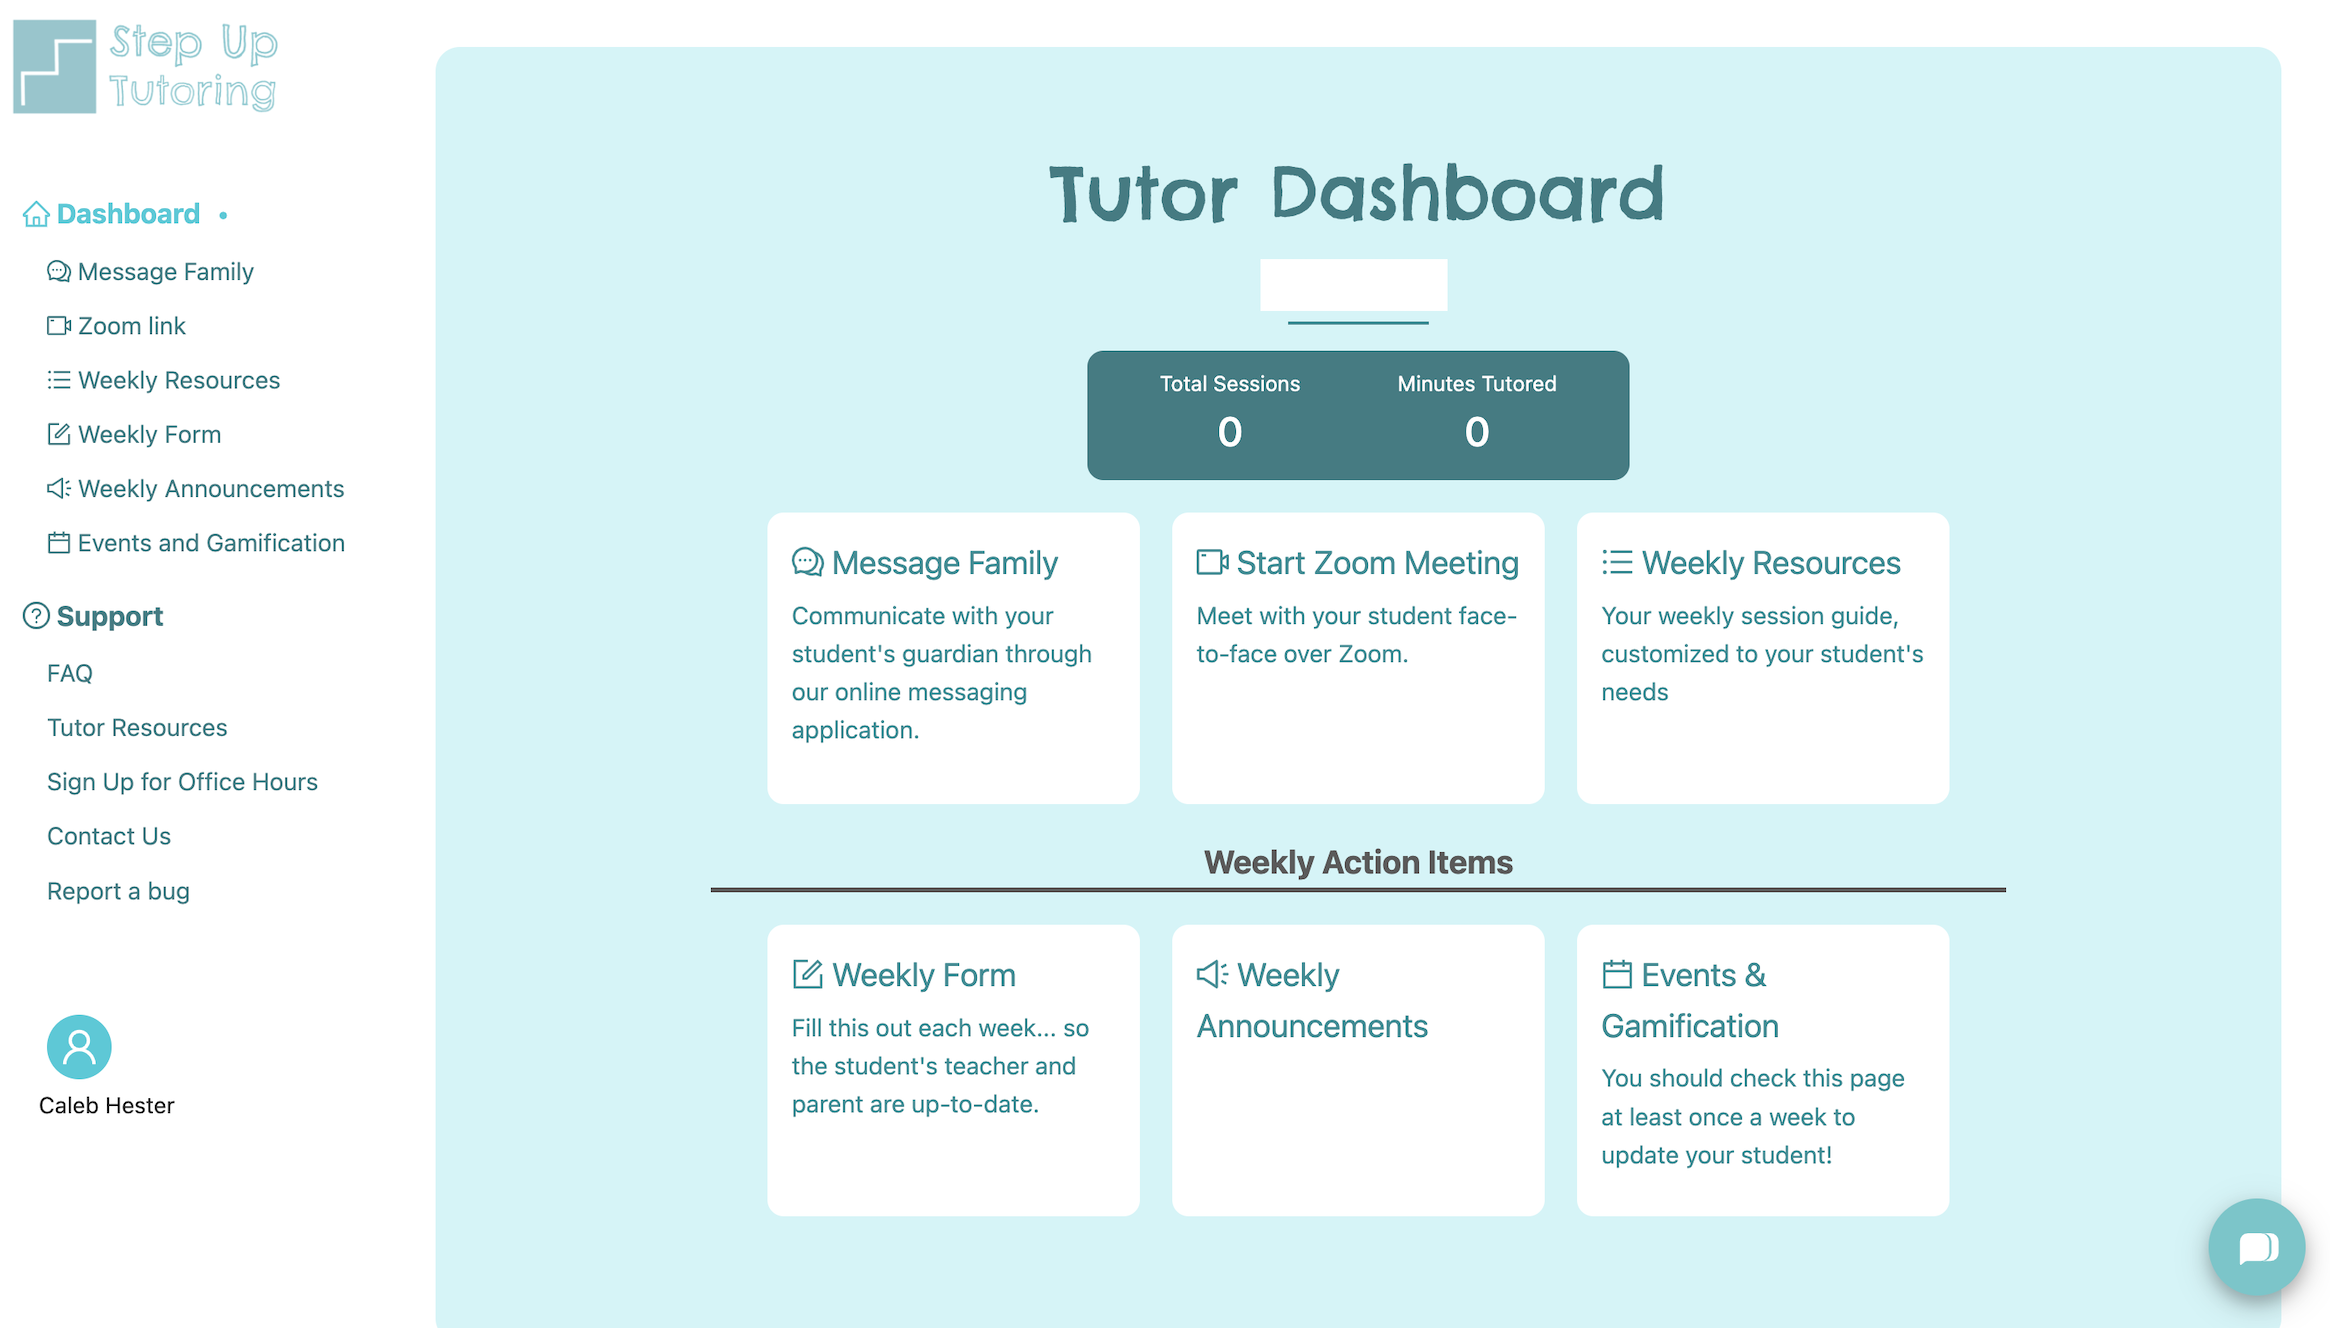 Step Up
Tutoring
Dashboard
Message Family
Zoom link
Weekly Resources
Weekly Form
Weekly Announcements
Events and Gamification
Support
FAQ
Tutor Resources
Sign Up for Office Hours
Contact Us
Report a bug
Caleb Hester
Tutor Dashboard
Total Sessions Minutes Tutored
0 0
Message Family
Communicate with your
student's guardian through
our online messaging
application.
Start Zoom Meeting
Meet with your student face-
to-face over Zoom.
Weekly Resources
Your weekly session guide,
customized to your student's
needs
Weekly Action Items
Weekly Form
Fill this out each week... so
the student's teacher and
parent are up-to-date.
Weekly
Announcements
Events &
Gamification
You should check this page
at least once a week to
update your student!